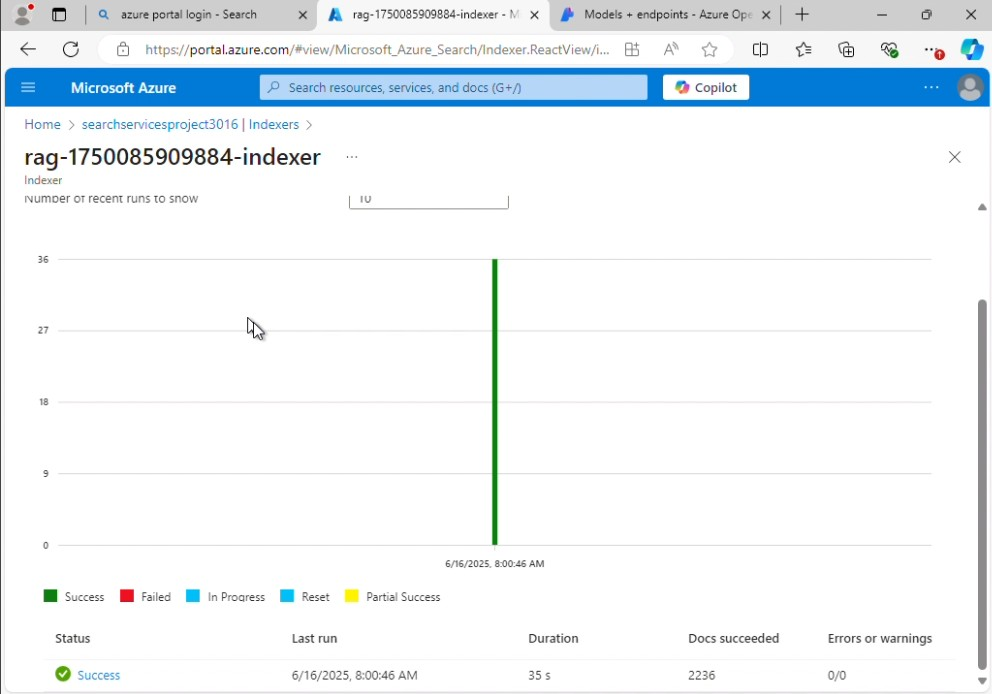 azure portal login - Search
rag-1750085909884-indexer - M
Models + endpoints - Azure Ope
https://portal.azure.com/#view/Microsoft_Azure_Search/Indexer.ReactView/i...
Microsoft Azure
Search resources, services, and docs (G+/)
Copilot
Home > searchservicesproject3016 | Indexers >
rag-1750085909884-indexer ...
Indexer
Number of recent runs to show
10
36
27
18
9
0
6/16/2025, 8:00:46 AM
Success Failed In Progress Reset Partial Success
Status Last run Duration Docs succeeded Errors or warnings
Success 6/16/2025, 8:00:46 AM 35 s 2236 0/0